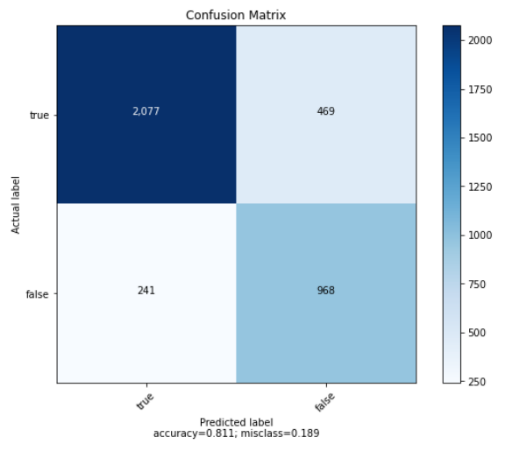 Confusion Matrix
true
2,077
469
false
241
968
Actual label
true
false
Predicted label
accuracy=0.811; misclass=0.189
2000
1750
1500
1250
1000
750
500
250